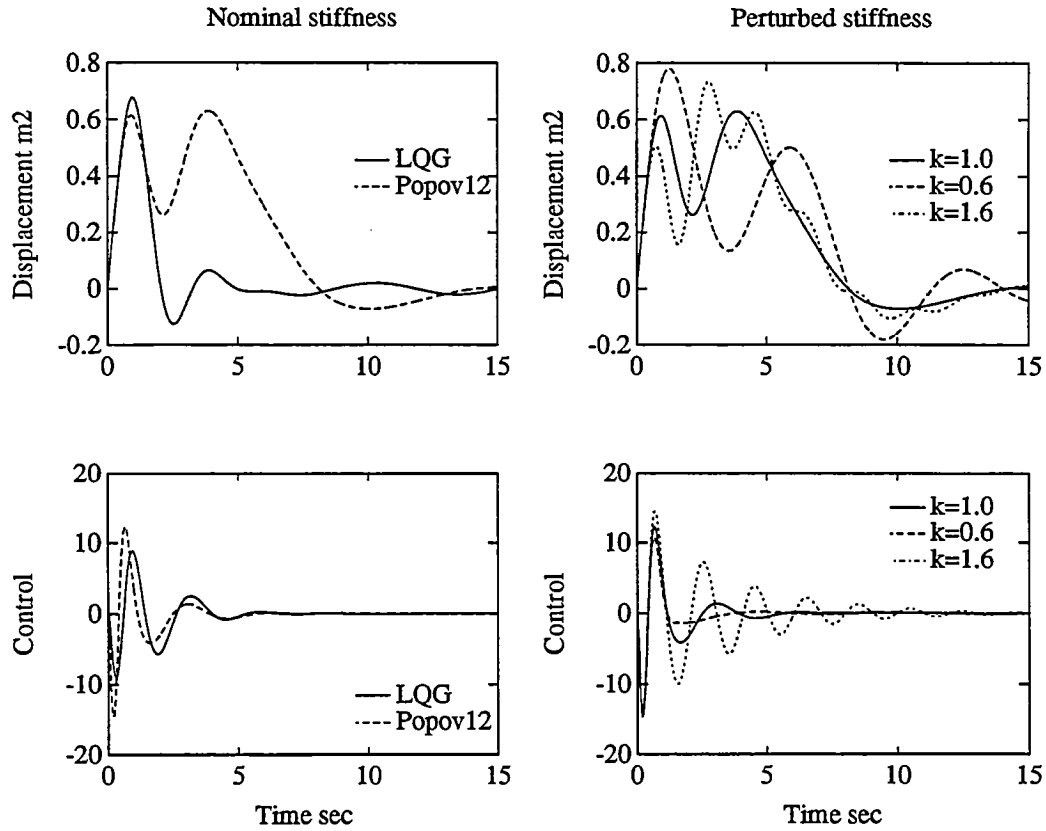 Nominal stiffness
Displacement m2
0.8
0.6
0.4
0.2
0
-0.2
LQG
Popov12
0
5
10
15
Perturbed stiffness
Displacement m2
0.8
0.6
0.4
0.2
0
-0.2
k=1.0
k=0.6
k=1.6
0
5
10
15
Control
20
10
0
-10
-20
LQG
Popov12
0
5
10
15
Time sec
Control
20
10
0
-10
-20
k=1.0
k=0.6
k=1.6
0
5
10
15
Time sec